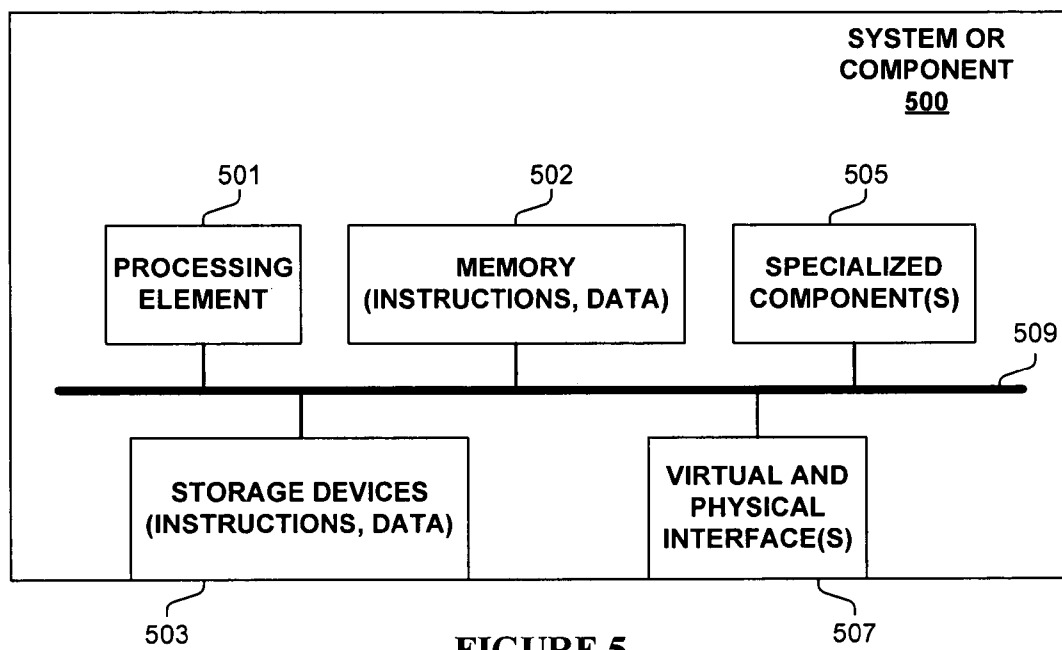 SYSTEM OR
COMPONENT
500
501
502
505
PROCESSING
ELEMENT
MEMORY
(INSTRUCTIONS, DATA)
SPECIALIZED
COMPONENT(S)
509
STORAGE DEVICES
(INSTRUCTIONS, DATA)
VIRTUAL AND
PHYSICAL
INTERFACE(S)
503
FIGURE 5
507